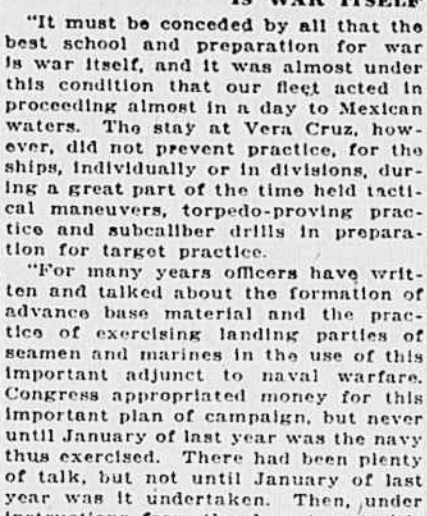 IS WAR ITSELF
"It must be conceded by all that the
best school and preparation for war
is war itself, and it was almost under
this condition that our fleet acted in
proceeding almost in a day to Mexican
waters. The stay at Vera Cruz, how-
ever, did not prevent practice, for the
ships, individually or in divisions, dur-
ing a great part of the time held tacti-
cal maneuvers, torpedo-proving prac-
tice and subcaliber drills in prepara-
tion for target practice.
"For many years officers have writ-
ten and talked about the formation of
advance base material and the prac-
tice of exercising landing parties of
seamen and marines in the use of this
important adjunct to naval warfare.
Congress appropriated money for this
important plan of campaign, but never
until January of last year was the navy
thus exercised. There had been plenty
of talk, but not until January of last
year was it undertaken. Then, under